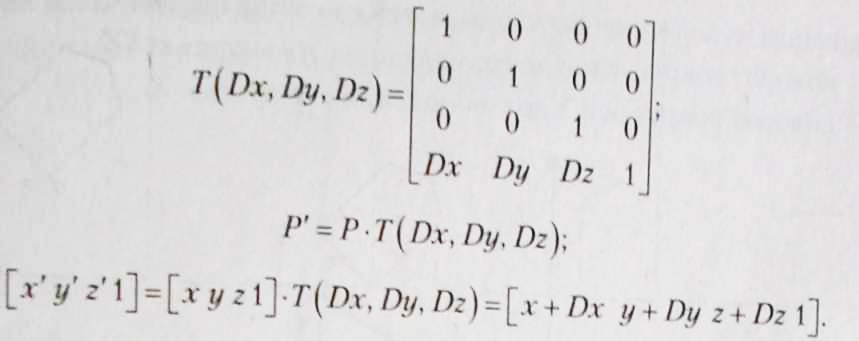 T(Dx, Dy, Dz)=[1 0 0 0
0 1 0 0
0 0 1 0
Dx Dy Dz 1];
P' = P·T(Dx, Dy, Dz);
[x' y' z' 1]=[x y z 1]·T(Dx, Dy, Dz)=[x + Dx y + Dy z + Dz 1].